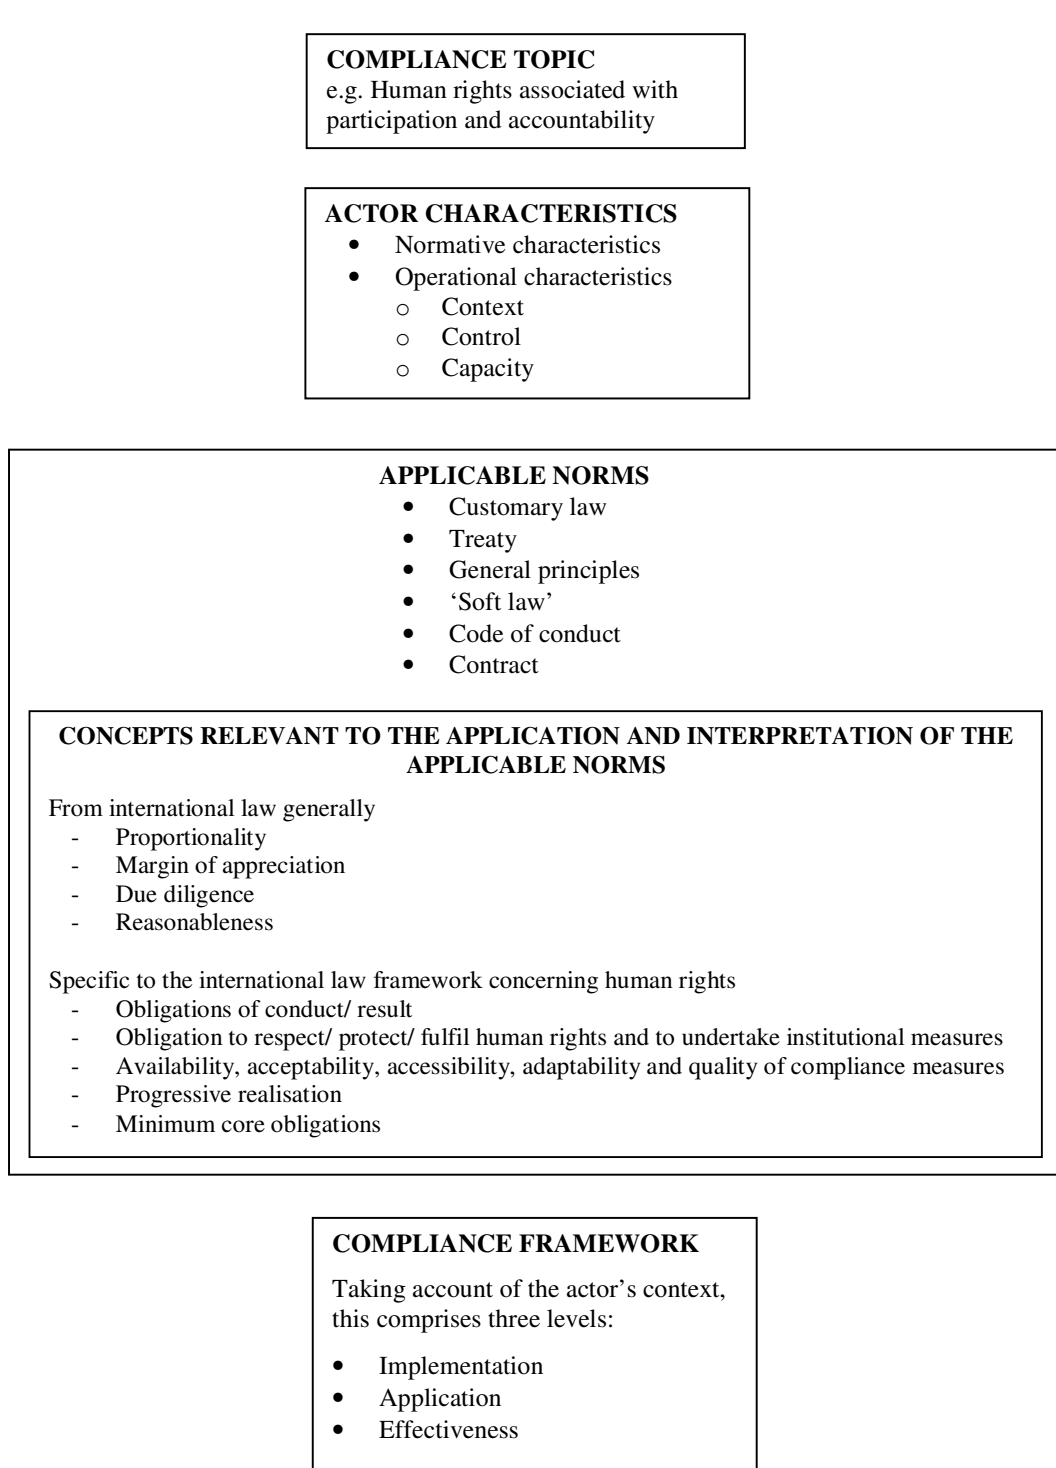 COMPLIANCE TOPIC
e.g. Human rights associated with
participation and accountability
ACTOR CHARACTERISTICS
• Normative characteristics
• Operational characteristics
o Context
o Control
o Capacity
APPLICABLE NORMS
• Customary law
• Treaty
• General principles
• ‘Soft law’
• Code of conduct
• Contract
CONCEPTS RELEVANT TO THE APPLICATION AND INTERPRETATION OF THE
APPLICABLE NORMS
From international law generally
- Proportionality
- Margin of appreciation
- Due diligence
- Reasonableness
Specific to the international law framework concerning human rights
- Obligations of conduct/ result
- Obligation to respect/ protect/ fulfil human rights and to undertake institutional measures
- Availability, acceptability, accessibility, adaptability and quality of compliance measures
- Progressive realisation
- Minimum core obligations
COMPLIANCE FRAMEWORK
Taking account of the actor’s context,
this comprises three levels:
• Implementation
• Application
• Effectiveness